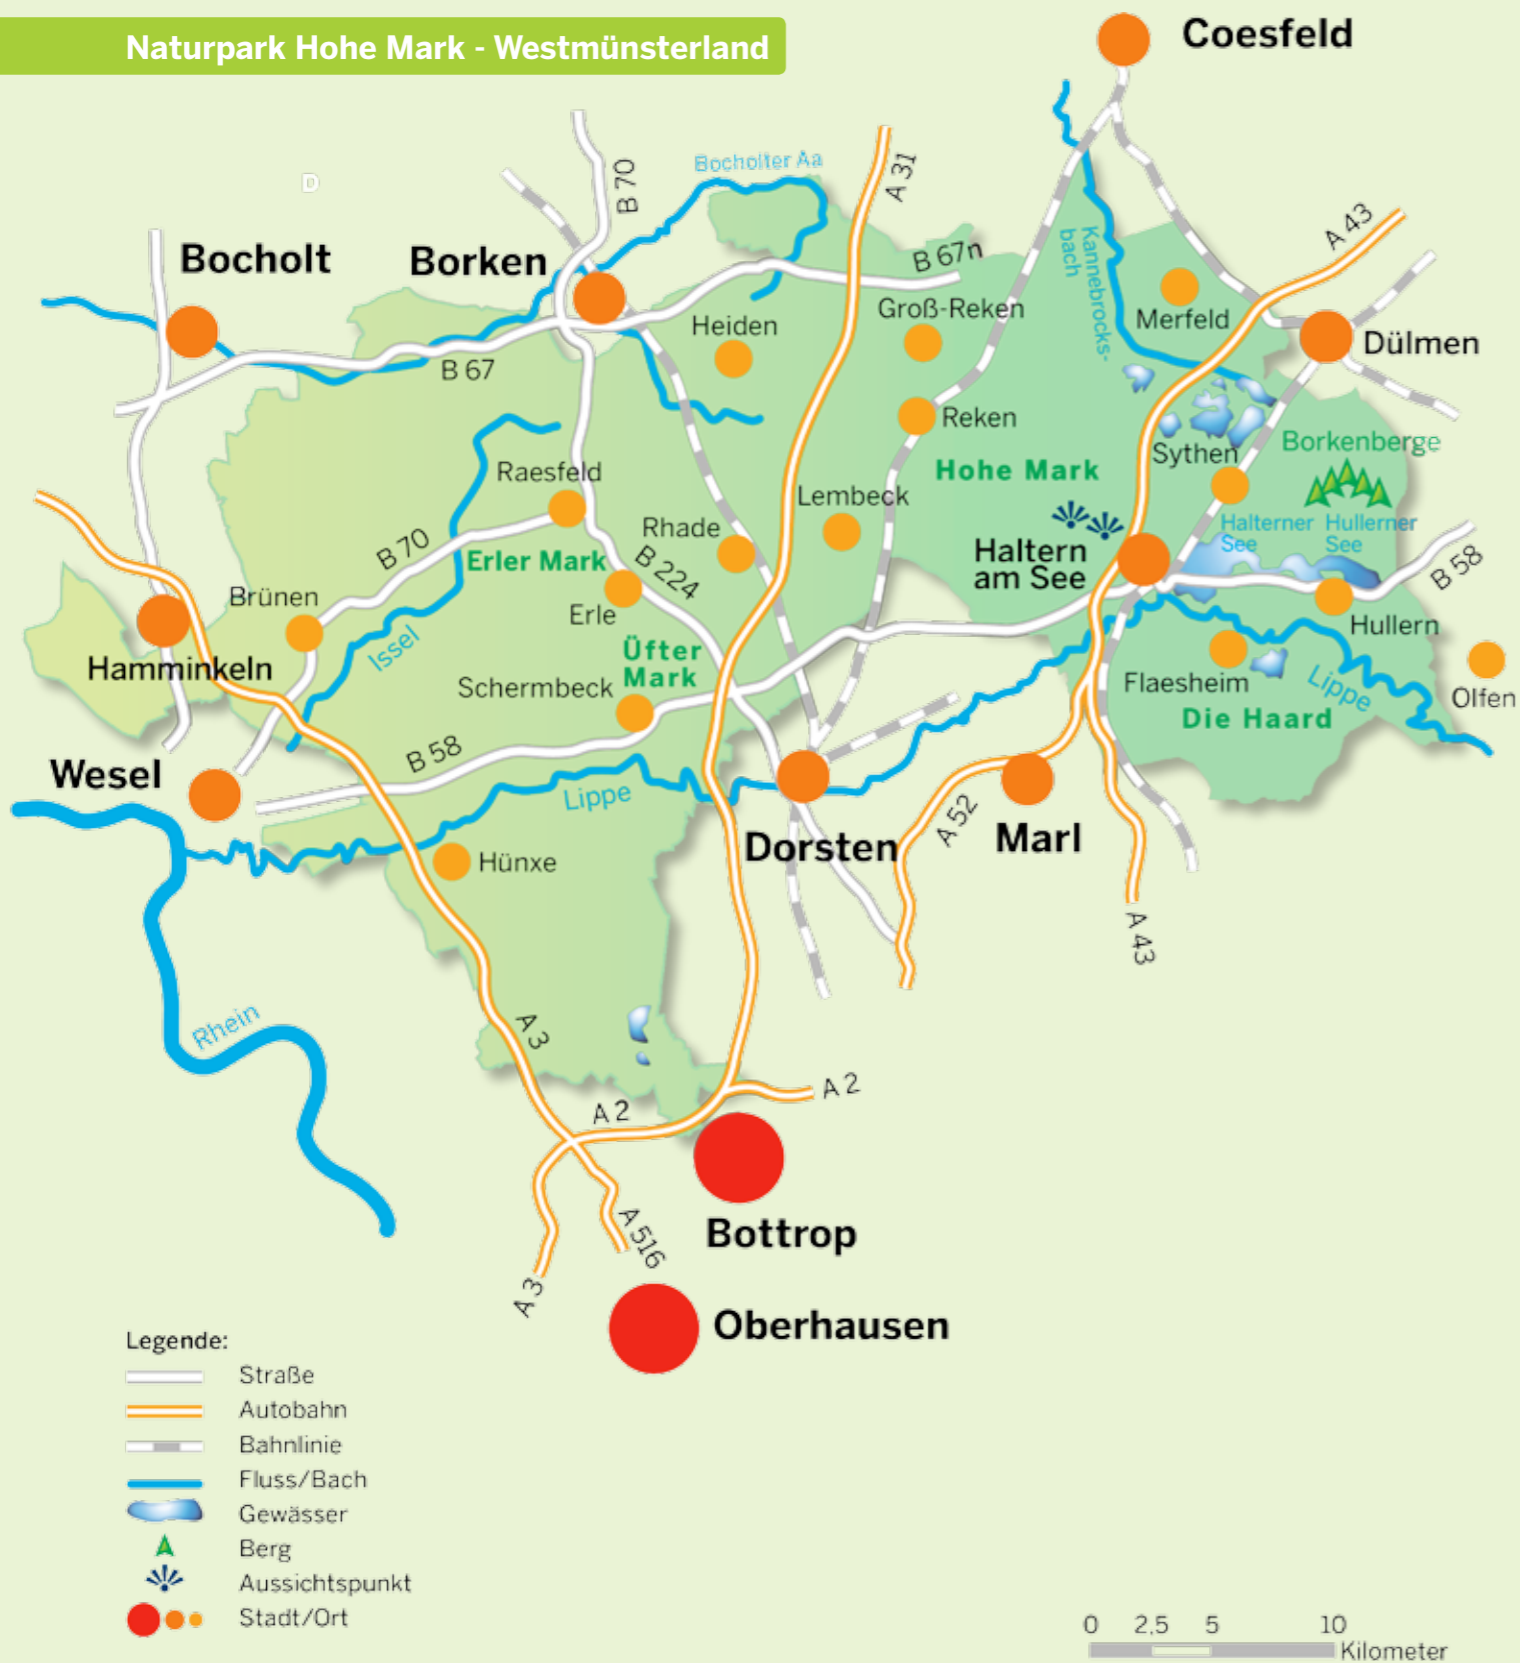 Naturpark Hohe Mark - Westmünsterland
Coesfeld
D
B 70
Bocholter Aa
A 31
A 43
Bocholt
Borken
B 67n
Kannebrocks-
bach
Merfeld
Groß-Reken
Heiden
Dülmen
B 67
Reken
Borkenberge
Sythen
Hohe Mark
Raesfeld
Lembeck
Rhade
Halterner
See
Hullerner
See
Haltern
am See
B 70
Erler Mark
B 224
B 58
Brünen
Erle
Issel
Hullern
Üfter
Mark
Hamminkeln
Schermbeck
Flaesheim
Lippe
Olfen
Die Haard
B 58
Wesel
Lippe
A 52
Marl
Dorsten
Hünxe
A 43
Rhein
A 3
A 2
A 2
Bottrop
A 516
A 3
Oberhausen
Legende:
Straße
Autobahn
Bahnlinie
Fluss/Bach
Gewässer
Berg
Aussichtspunkt
Stadt/Ort
0 2,5 5 10
Kilometer